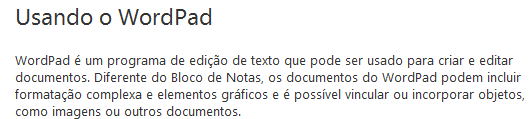 Usando o WordPad
WordPad é um programa de edição de texto que pode ser usado para criar e editar
documentos. Diferente do Bloco de Notas, os documentos do WordPad podem incluir
formatação complexa e elementos gráficos e é possível vincular ou incorporar objetos,
como imagens ou outros documentos.